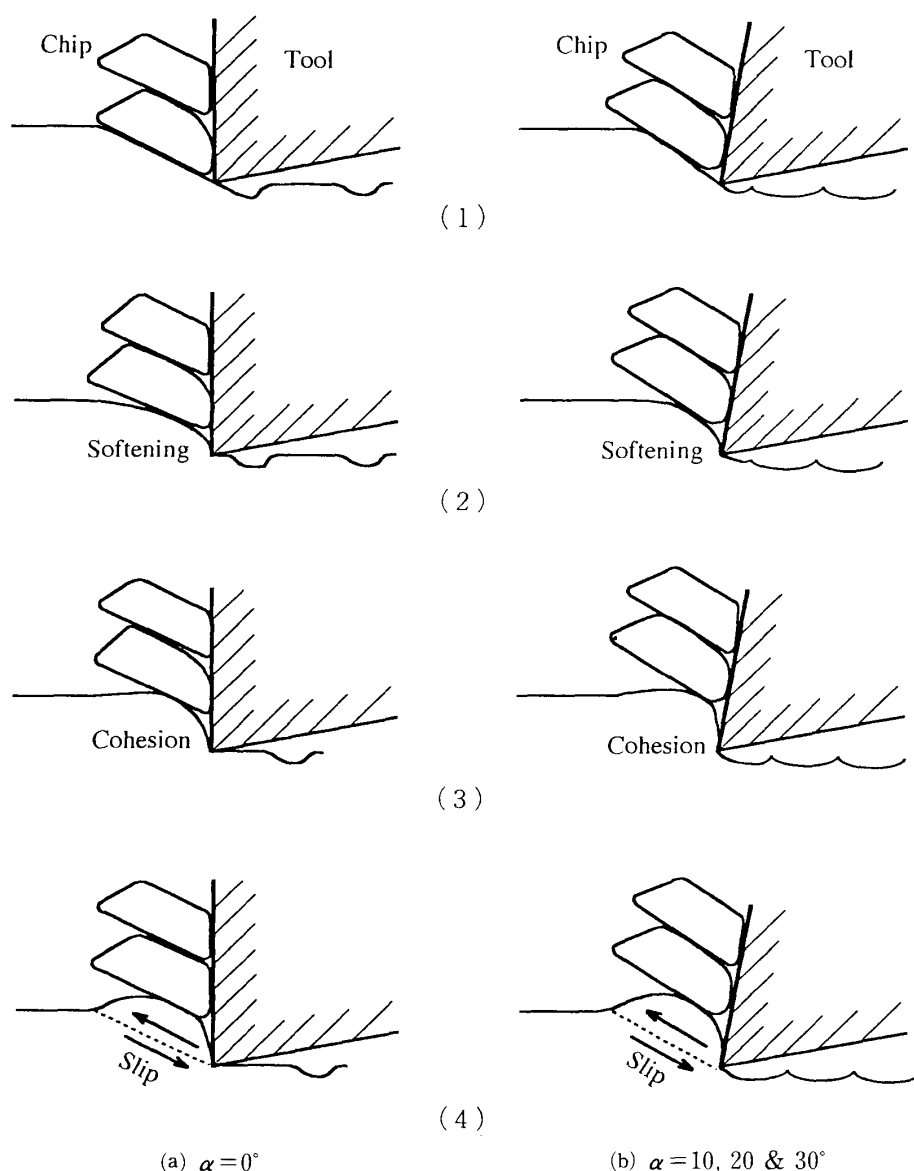 Chip Tool Chip Tool
(1)
Softening Softening
(2)
Cohesion Cohesion
(3)
Slip Slip
(4)
(a) α=0° (b) α=10, 20 & 30°